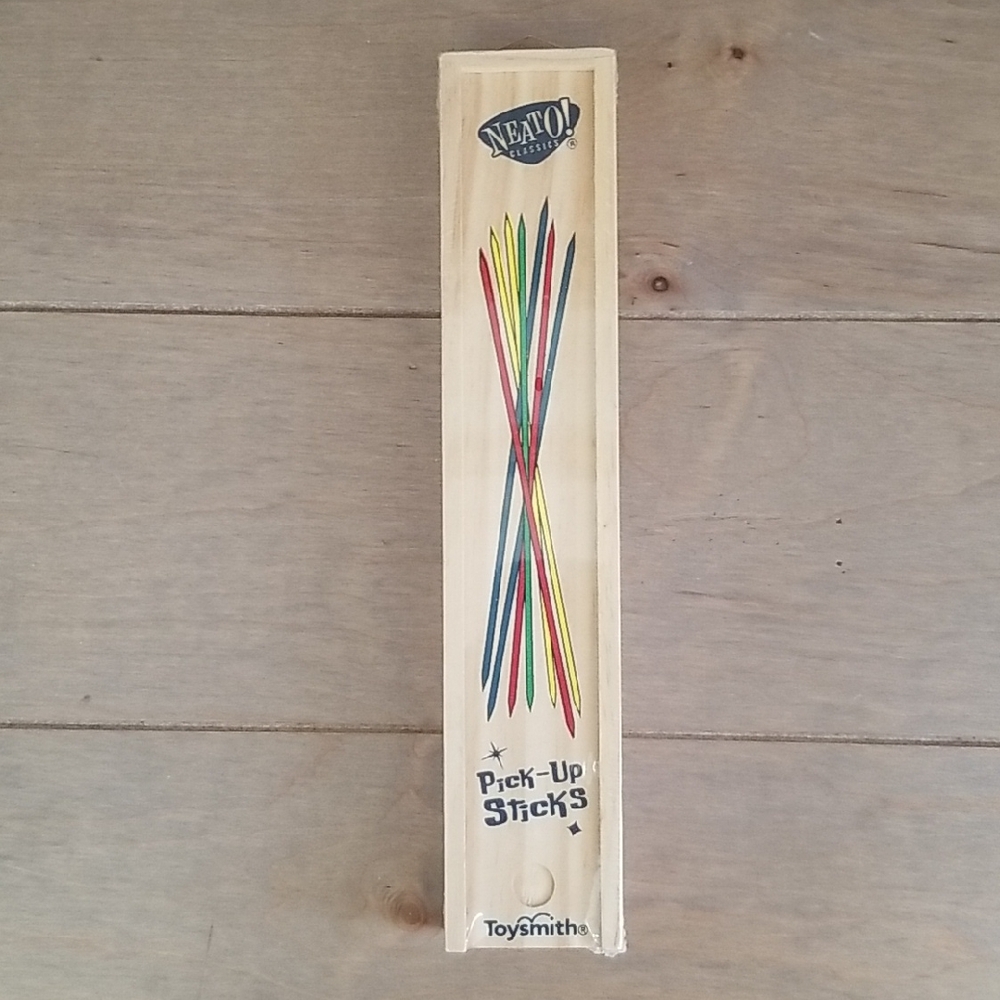 NEATO!
CLASSICS ®
Pick-Up
Sticks
Toysmith®